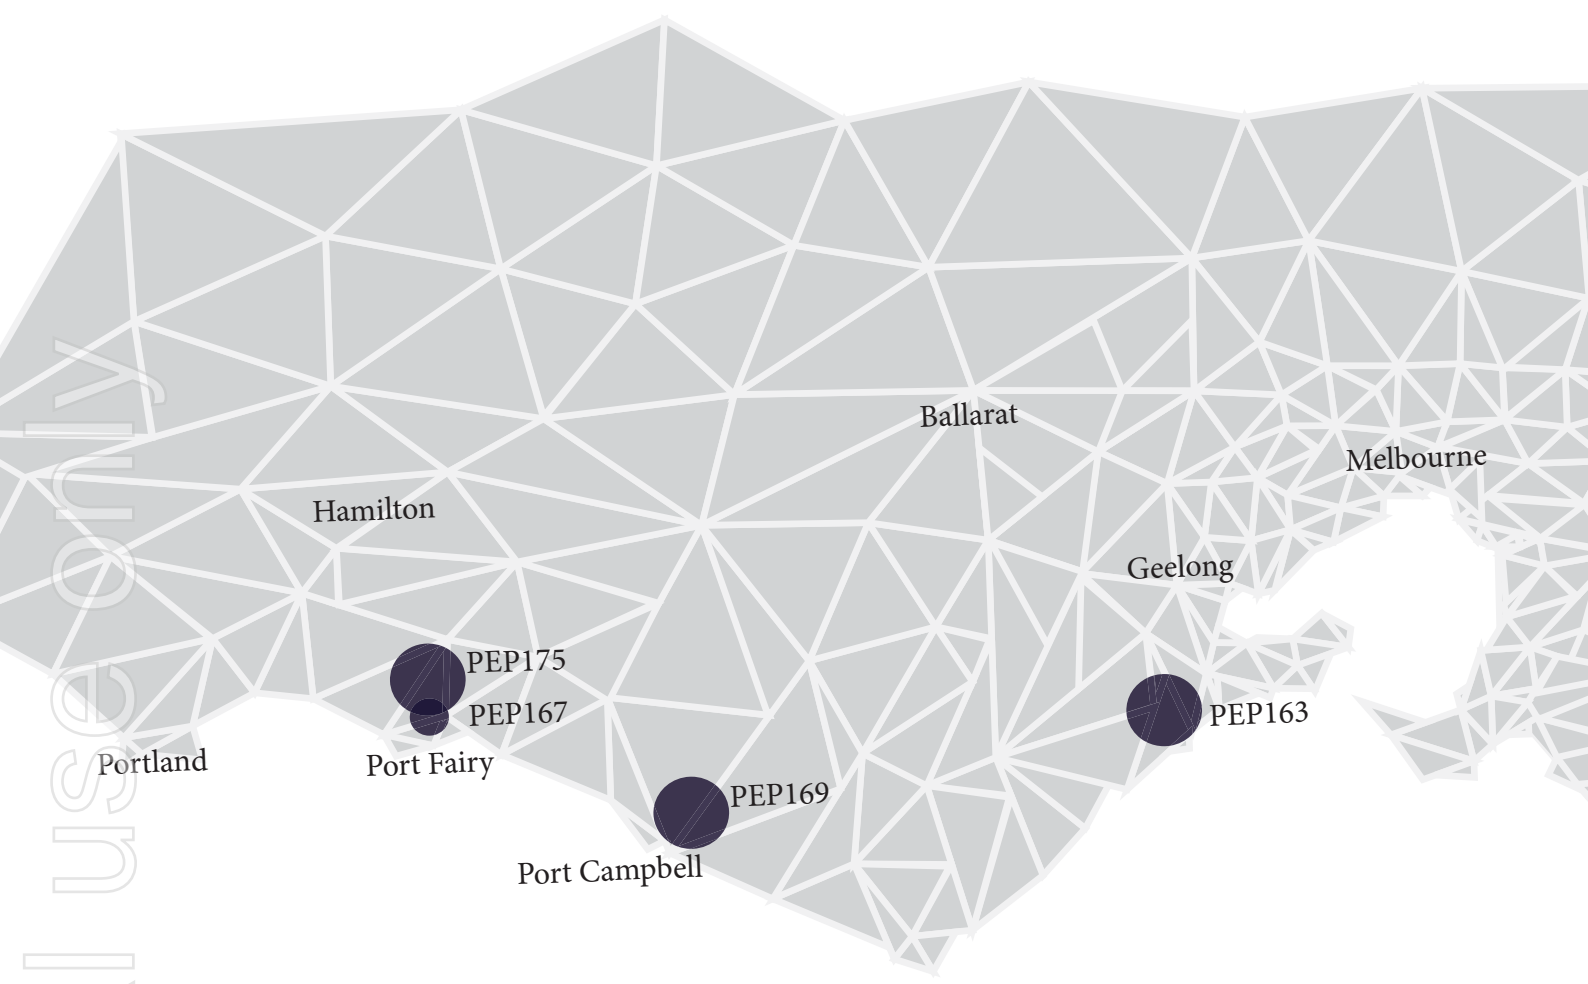 Ballarat
Melbourne
Hamilton
Geelong
PEP175
PEP167
PEP163
Portland
Port Fairy
PEP169
Port Campbell
l use only